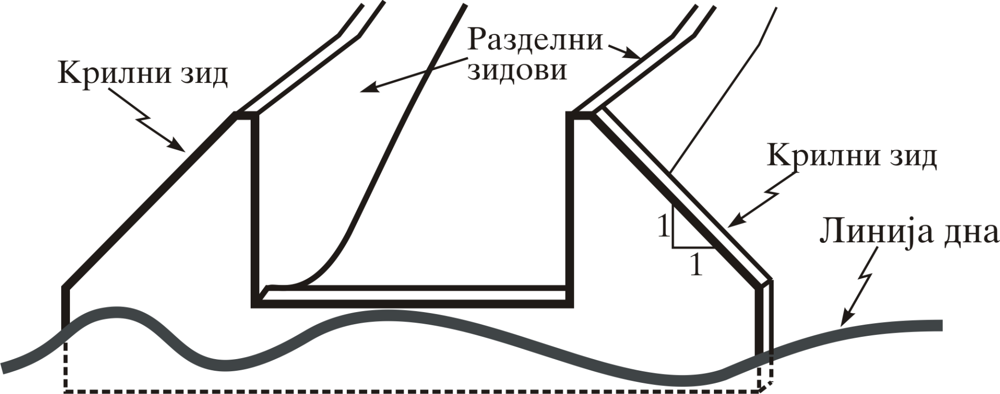 Разделни
зидови
Крилни зид
Крилни зид
1
1
Линија дна